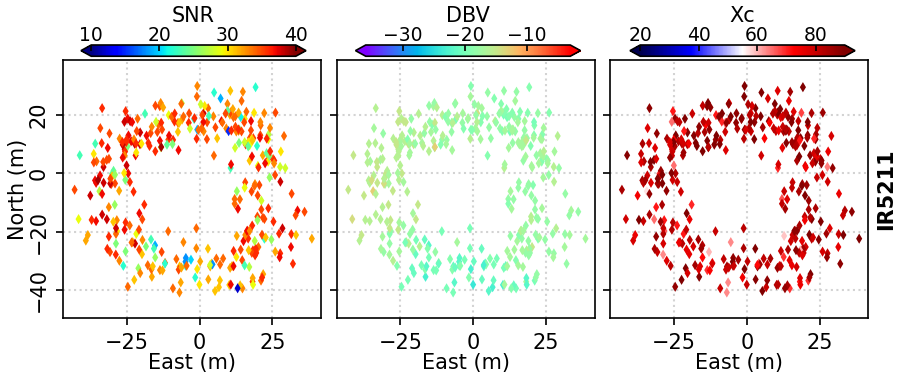 SNR DBV Xc
10 20 30 40 −30 −20 −10 20 40 60 80
North (m)
20
0
−20
−40
IR5211
−25 0 25 −25 0 25 −25 0 25
East (m) East (m) East (m)